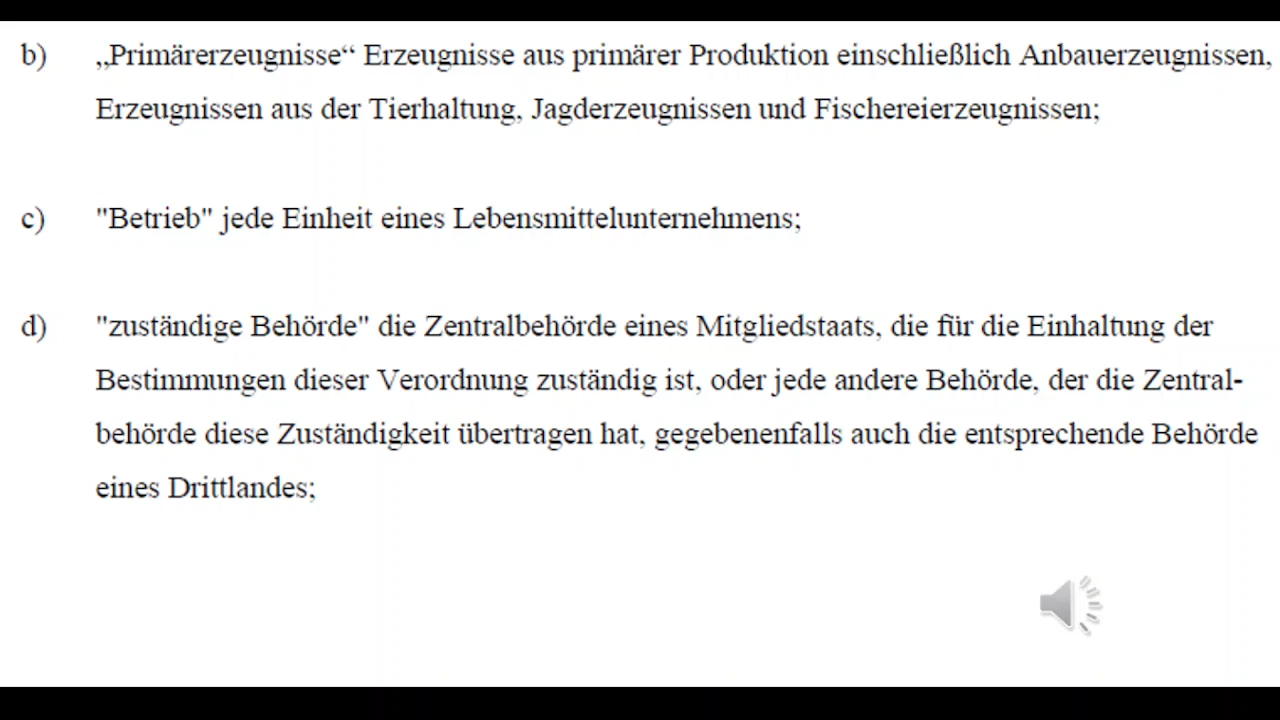 b) „Primärerzeugnisse“ Erzeugnisse aus primärer Produktion einschließlich Anbauerzeugnissen,
Erzeugnissen aus der Tierhaltung, Jagderzeugnissen und Fischereierzeugnissen;
c) "Betrieb" jede Einheit eines Lebensmittelunternehmens;
d) "zuständige Behörde" die Zentralbehörde eines Mitgliedstaats, die für die Einhaltung der
Bestimmungen dieser Verordnung zuständig ist, oder jede andere Behörde, der die Zentral-
behörde diese Zuständigkeit übertragen hat, gegebenenfalls auch die entsprechende Behörde
eines Drittlandes;